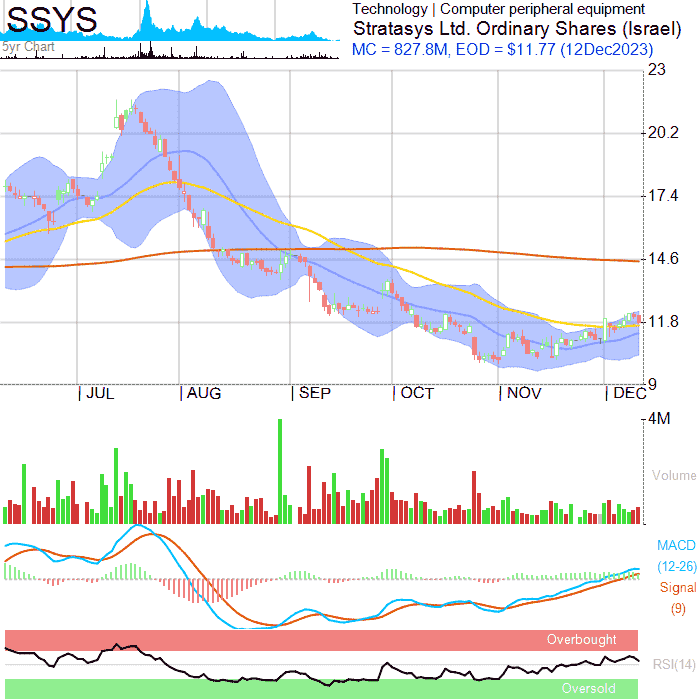 SSYS
5yr Chart
Technology | Computer peripheral equipment
Stratasys Ltd. Ordinary Shares (Israel)
MC = 827.8M, EOD = $11.77 (12Dec2023)
23
20.2
17.4
14.6
11.8
9
| JUL | AUG | SEP | OCT | NOV | DEC
4M
Volume
MACD
(12-26)
Signal
(9)
Overbought
RSI(14)
Oversold